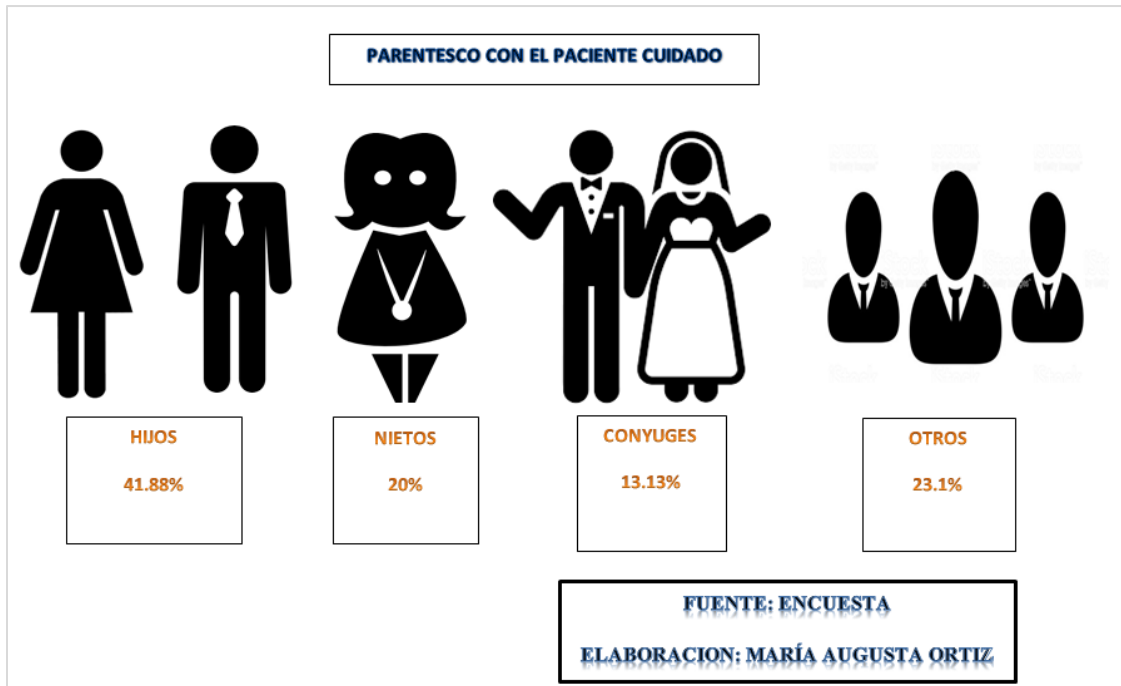 PARENTESCO CON EL PACIENTE CUIDADO
HIJOS
41.88%
NIETOS
20%
CONYUGES
13.13%
OTROS
23.1%
FUENTE: ENCUESTA
ELABORACION: MARÍA AUGUSTA ORTIZ